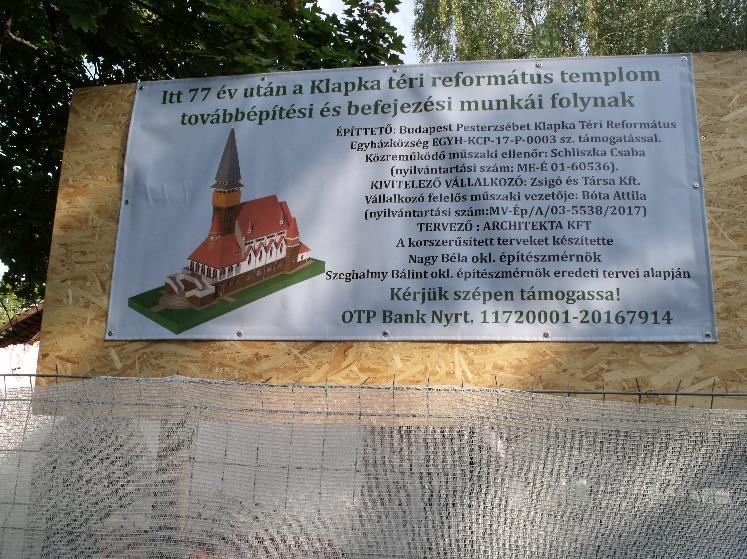 Itt 77 év után a Klapka téri református templom
továbbépítési és befejezési munkái folynak
ÉPÍTTETŐ: Budapest Pesterzsébet Klapka Téri Református
Egyházközség EGYH-KCP-17-P-0003 sz. támogatással.
Közreműködő műszaki ellenőr: Schliszka Csaba
(nyilvántartási szám: ME-É 01-60536).
KIVITELEZŐ VÁLLALKOZÓ: Zsigó és Társa Kft.
Vállalkozó felelős műszaki vezetője: Bóta Attila
(nyilvántartási szám:MV-Ép/A/03-5538/2017)
TERVEZŐ : ARCHITEKTA KFT
A korszerűsített terveket készítette
Nagy Béla okl. építészmérnök
Szeghalmy Bálint okl. építészmérnök eredeti tervei alapján
Kérjük szépen támogassa!
OTP Bank Nyrt. 11720001-20167914